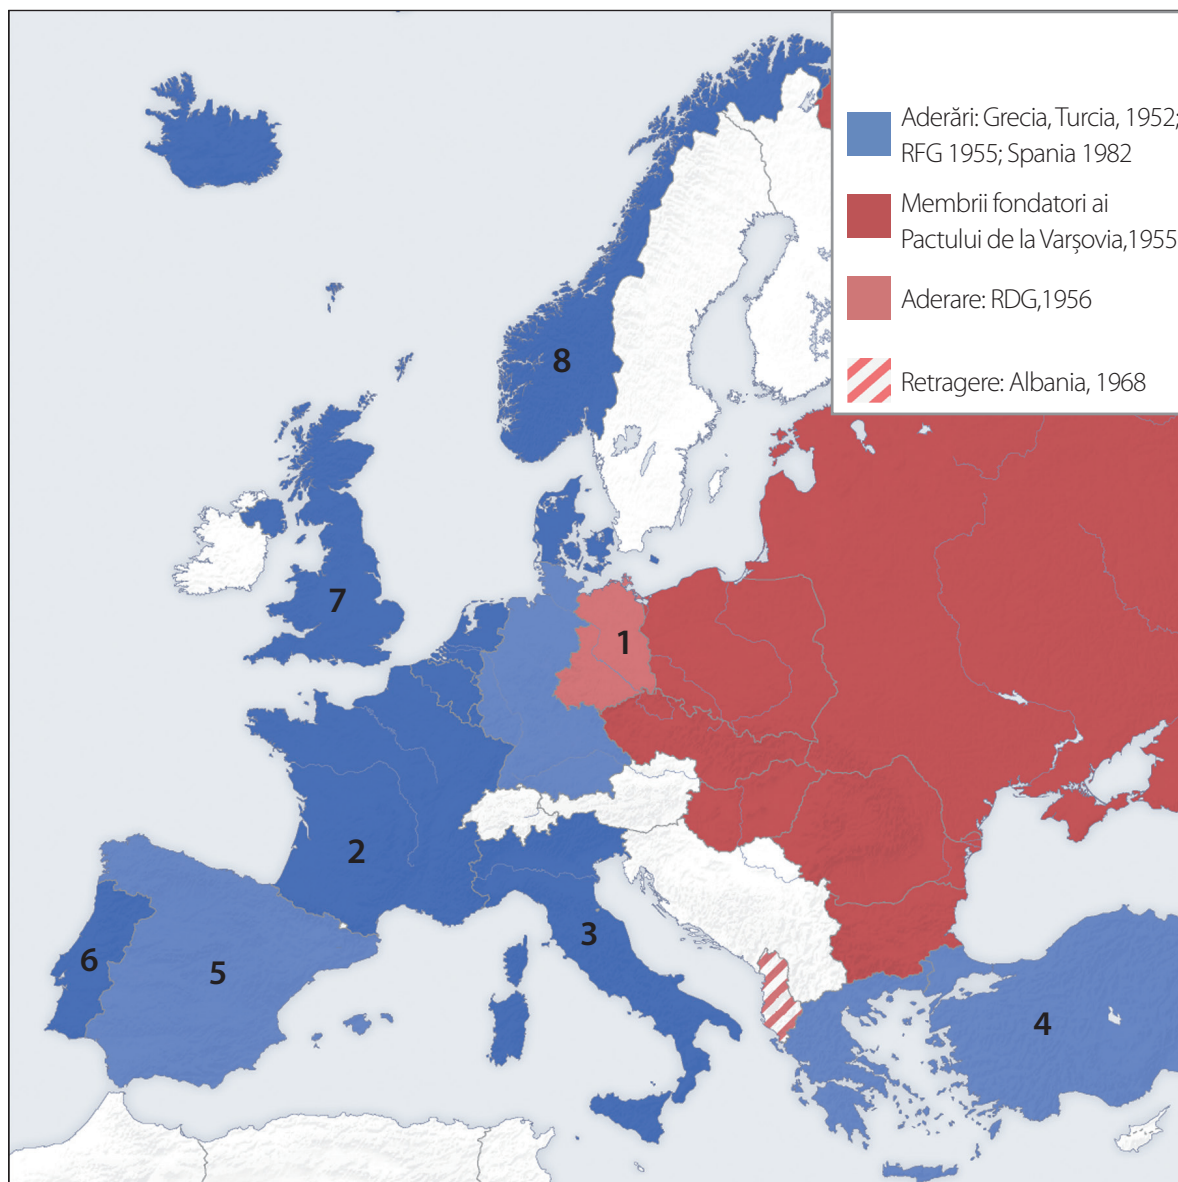 Aderări: Grecia, Turcia, 1952;
RFG 1955; Spania 1982
Membrii fondatori ai
Pactului de la Varşovia,1955
Aderare: RDG,1956
Retragere: Albania, 1968
8
7
1
2
3
6
5
4